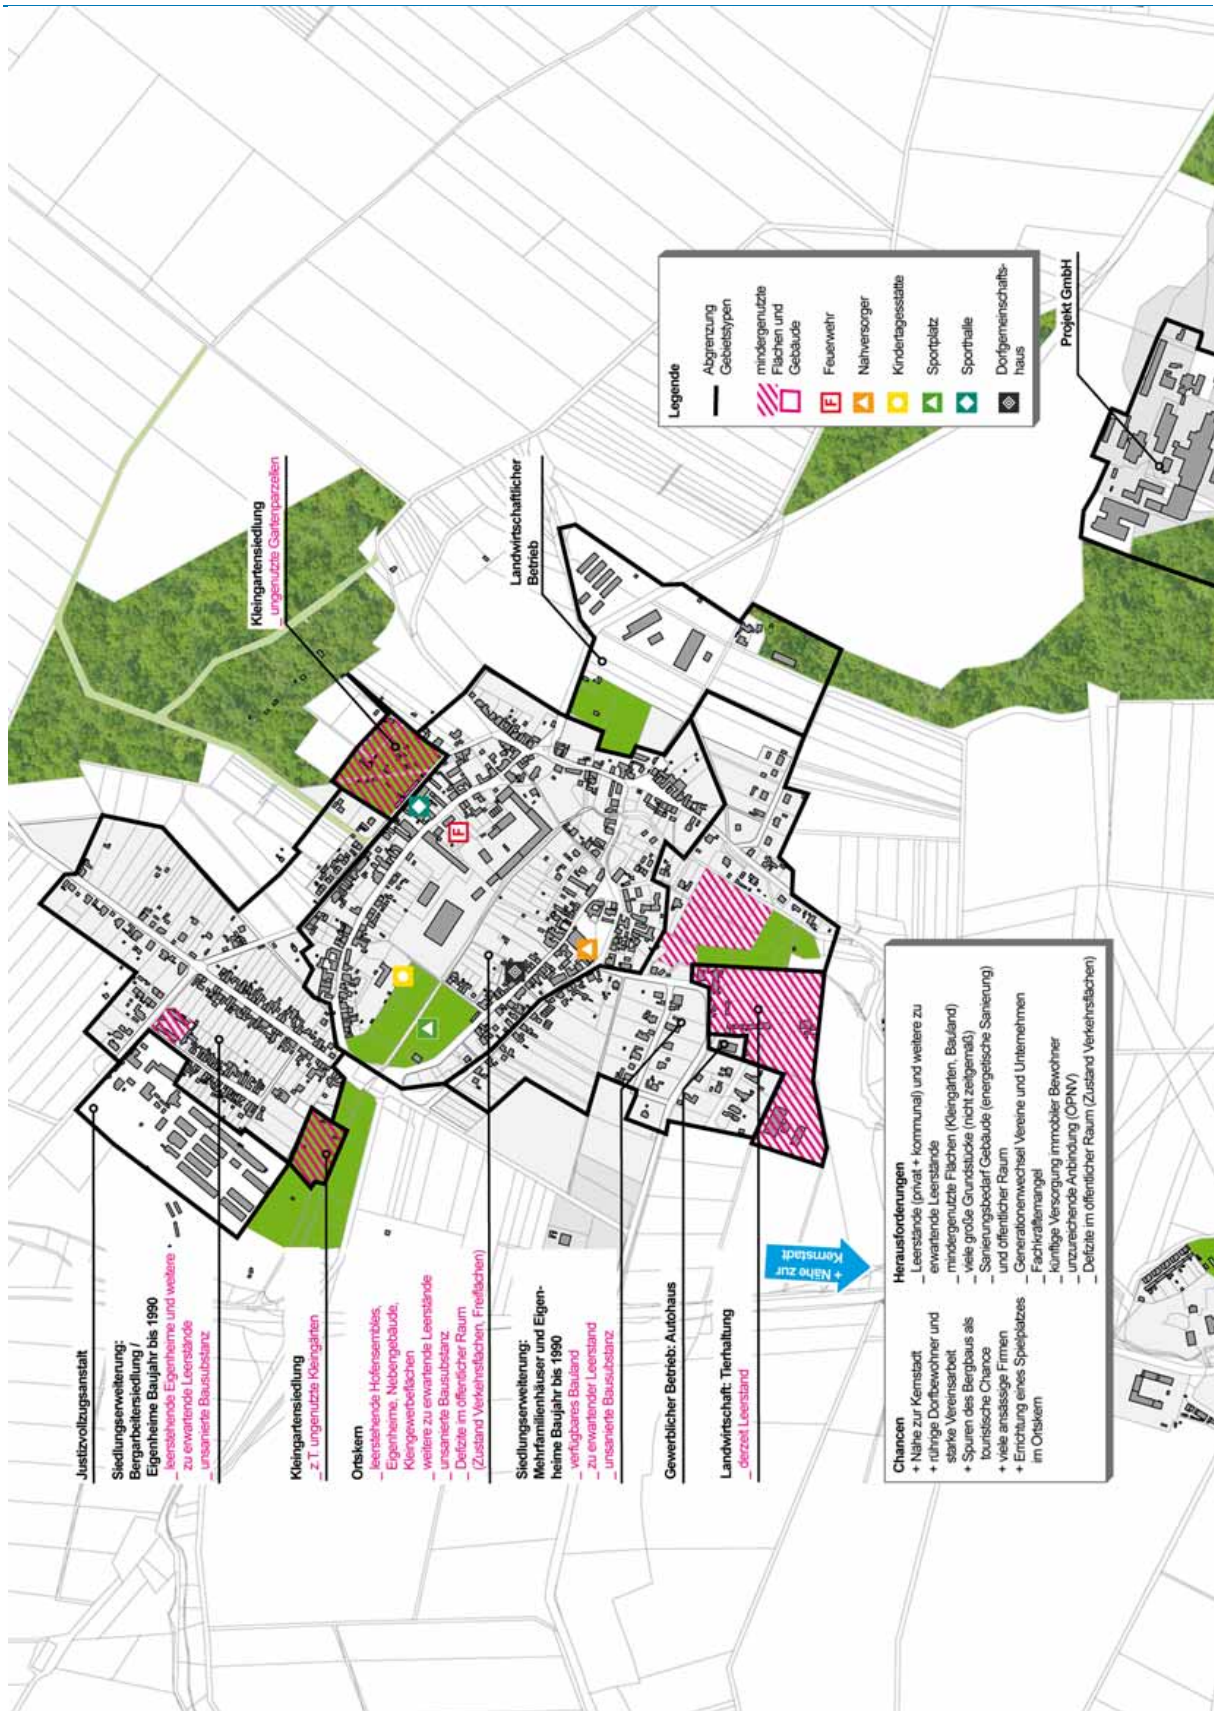 Justizvollzugsanstalt
Siedlungserweiterung:
Bergarbeitersiedlung /
Eigenheime Baujahr bis 1990
_ leerstehende Eigenheime und weitere
zu erwartende Leerstände
_ unsanierte Bausubstanz
Kleingartensiedlung
_ z.T. ungenutzte Kleingärten
Ortskern
_ leerstehende Hofensembles,
Eigenheime, Nebengebäude,
Kleingewerbeflächen
_ weitere zu erwartende Leerstände
_ unsanierte Bausubstanz
_ Defizite im öffentlicher Raum
(Zustand Verkehrsflächen, Freiflächen)
Siedlungserweiterung:
Mehrfamilienhäuser und Eigen-
heime Baujahr bis 1990
_ verfügbares Bauland
_ zu erwartender Leerstand
_ unsanierte Bausubstanz
Gewerblicher Betrieb: Autohaus
Landwirtschaft: Tierhaltung
_ derzeit Leerstand
+ Nähe zur
Kernstadt
Kleingartensiedlung
_ ungenutzte Gartenparzellen
Landwirtschaftlicher
Betrieb
Projekt GmbH
Legende
Abgrenzung
Gebietstypen
mindergenutzte
Flächen und
Gebäude
F Feuerwehr
Nahversorger
Kindertagesstätte
Sportplatz
Sporthalle
Dorfgemeinschafts-
haus
F
Chancen
+ Nähe zur Kernstadt
+ rührige Dorfbewohner und
starke Vereinsarbeit
+ Spuren des Bergbaus als
touristische Chance
+ viele ansässige Firmen
+ Errichtung eines Spielplatzes
im Ortskern
Herausforderungen
_ Leerstände (privat + kommunal) und weitere zu
erwartende Leerstände
_ mindergenutzte Flächen (Kleingärten, Bauland)
_ viele große Grundstücke (nicht zeitgemäß)
_ Sanierungsbedarf Gebäude (energetische Sanierung)
und öffentlicher Raum
_ Generationenwechsel Vereine und Unternehmen
_ Fachkräftemangel
_ künftige Versorgung immobiler Bewohner
_ unzureichende Anbindung (ÖPNV)
_ Defizite im öffentlicher Raum (Zustand Verkehrsflächen)